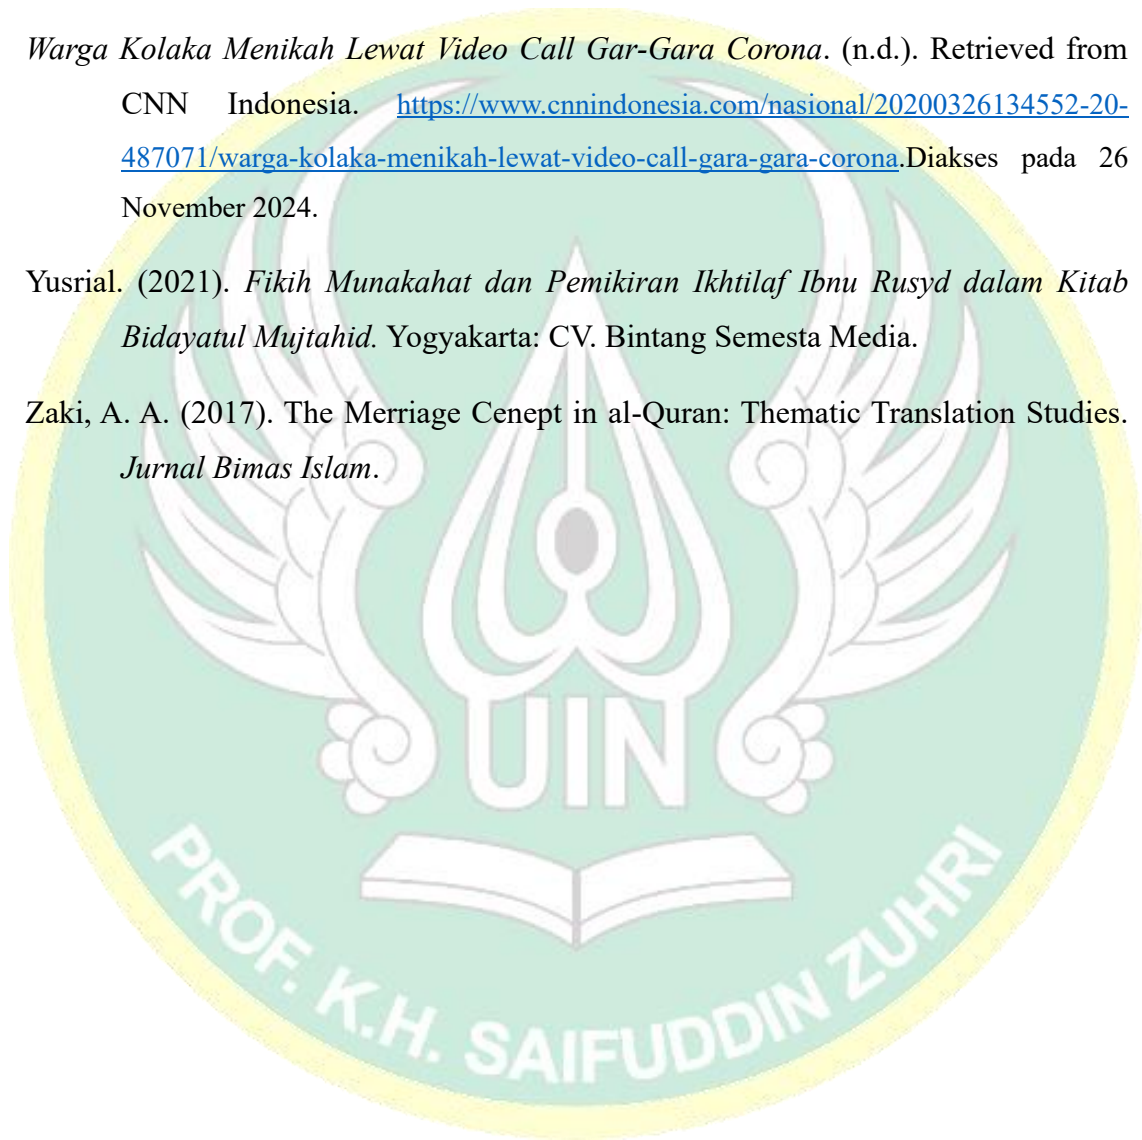 Warga Kolaka Menikah Lewat Video Call Gar-Gara Corona. (n.d.). Retrieved from
CNN Indonesia. https://www.cnnindonesia.com/nasional/20200326134552-20-
487071/warga-kolaka-menikah-lewat-video-call-gara-gara-corona.Diakses pada 26
November 2024.
Yusrial. (2021). Fikih Munakahat dan Pemikiran Ikhtilaf Ibnu Rusyd dalam Kitab
Bidayatul Mujtahid. Yogyakarta: CV. Bintang Semesta Media.
Zaki, A. A. (2017). The Merriage Cenept in al-Quran: Thematic Translation Studies.
Jurnal Bimas Islam.
UIN
PROF. K.H. SAIFUDDIN ZUHRI